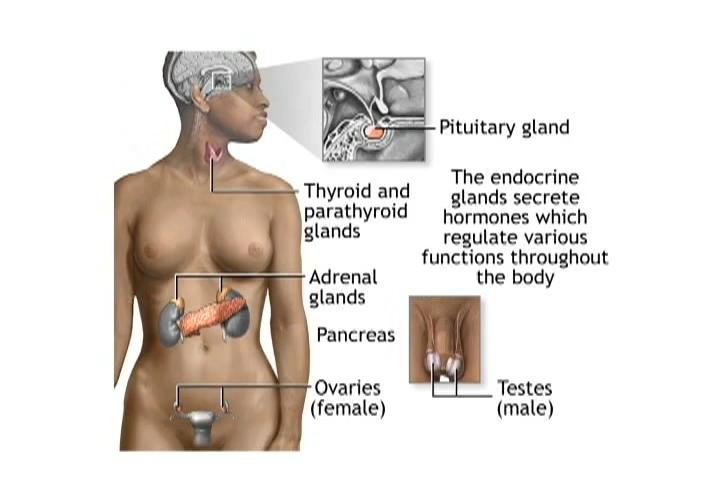 Pituitary gland
Thyroid and
parathyroid
glands
The endocrine
glands secrete
hormones which
regulate various
functions throughout
the body
Adrenal
glands
Pancreas
Ovaries
(female)
Testes
(male)